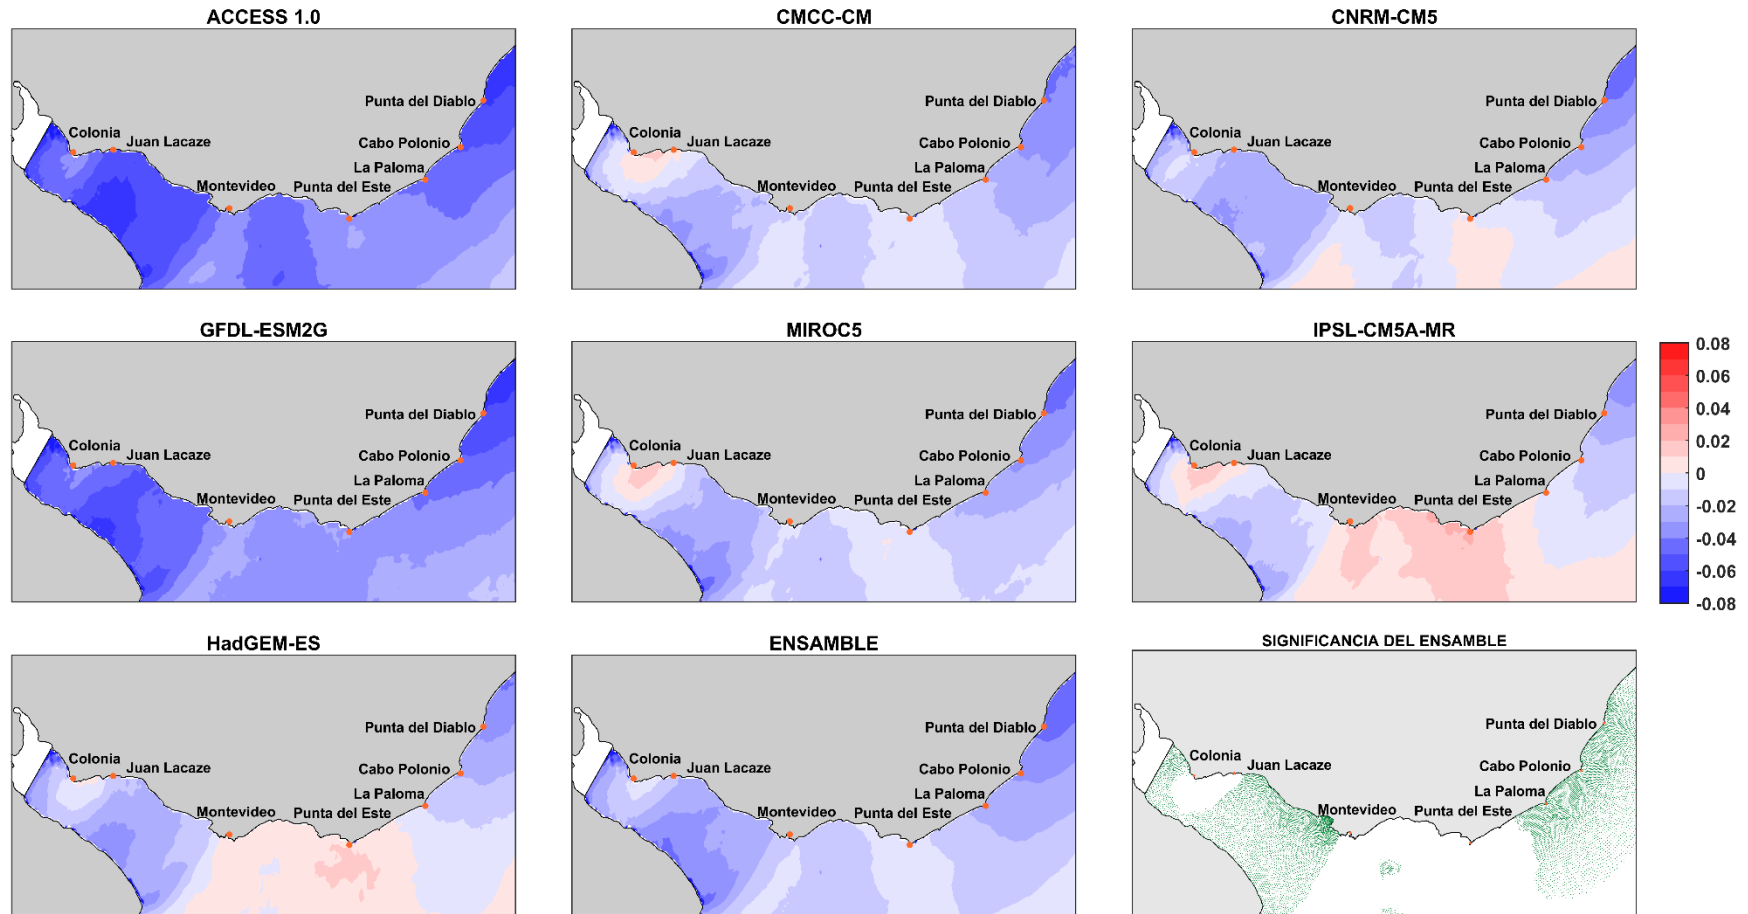 ACCESS 1.0
Punta del Diablo
Colonia
Juan Lacaze
Cabo Polonio
La Paloma
Montevideo
Punta del Este
CMCC-CM
Punta del Diablo
Colonia
Juan Lacaze
Cabo Polonio
La Paloma
Montevideo
Punta del Este
CNRM-CM5
Punta del Diablo
Colonia
Juan Lacaze
Cabo Polonio
La Paloma
Montevideo
Punta del Este
GFDL-ESM2G
Punta del Diablo
Colonia
Juan Lacaze
Cabo Polonio
La Paloma
Montevideo
Punta del Este
MIROC5
Punta del Diablo
Colonia
Juan Lacaze
Cabo Polonio
La Paloma
Montevideo
Punta del Este
IPSL-CM5A-MR
Punta del Diablo
Colonia
Juan Lacaze
Cabo Polonio
La Paloma
Montevideo
Punta del Este
0.08
0.06
0.04
0.02
0
-0.02
-0.04
-0.06
-0.08
HadGEM-ES
Punta del Diablo
Colonia
Juan Lacaze
Cabo Polonio
La Paloma
Montevideo
Punta del Este
ENSAMBLE
Punta del Diablo
Colonia
Juan Lacaze
Cabo Polonio
La Paloma
Montevideo
Punta del Este
SIGNIFICANCIA DEL ENSAMBLE
Punta del Diablo
Colonia
Juan Lacaze
Cabo Polonio
La Paloma
Montevideo
Punta del Este